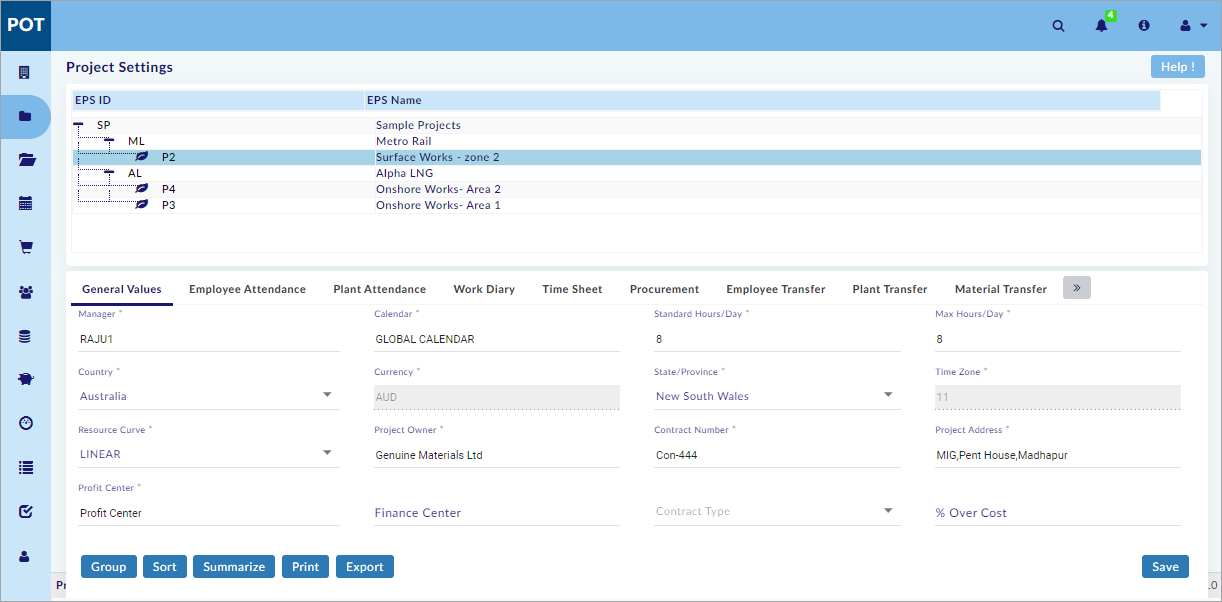 POT
4
Project Settings
Help !
EPS ID EPS Name
SP Sample Projects
ML Metro Rail
P2 Surface Works - zone 2
AL Alpha LNG
P4 Onshore Works- Area 2
P3 Onshore Works- Area 1
General Values Employee Attendance Plant Attendance Work Diary Time Sheet Procurement Employee Transfer Plant Transfer Material Transfer »
Manager * Calendar * Standard Hours/Day * Max Hours/Day *
RAJU1 GLOBAL CALENDAR 8 8
Country * Currency * State/Province * Time Zone *
Australia AUD New South Wales 11
Resource Curve * Project Owner * Contract Number * Project Address *
LINEAR Genuine Materials Ltd Con-444 MIG,Pent House,Madhapur
Profit Center *
Profit Center Finance Center Contract Type % Over Cost
Group Sort Summarize Print Export Save
Pr .0